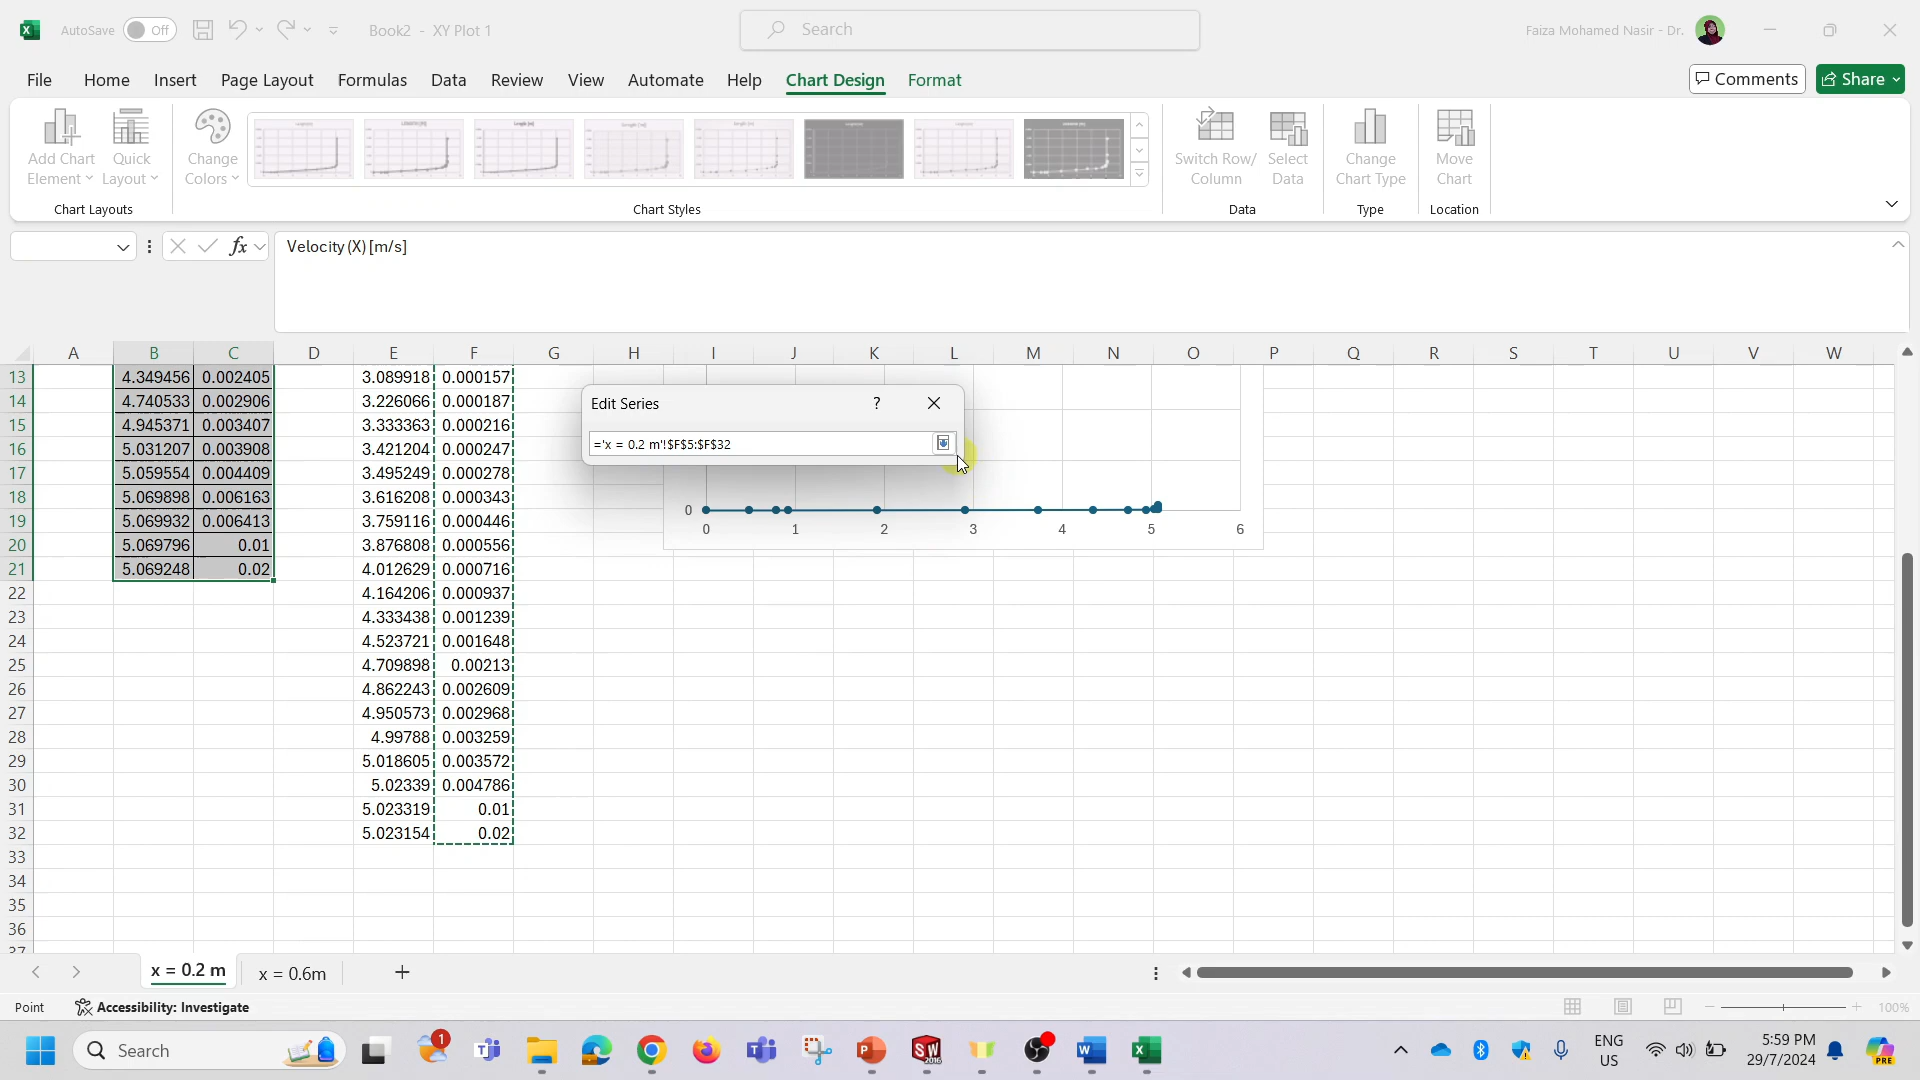 AutoSave Off Book2 - XY Plot 1 Search Faiza Mohamed Nasir - Dr.
File Home Insert Page Layout Formulas Data Review View Automate Help Chart Design Format Comments Share
Add Chart Element Quick Layout Change Colors Switch Row/ Column Select Data Change Chart Type Move Chart
Chart Layouts Chart Styles Data Type Location
fx Velocity (X) [m/s]
A B C D E F G H I J K L M N O P Q R S T U V W
13 4.349456 0.002405 3.089918 0.000157
14 4.740533 0.002906 3.226066 0.000187
15 4.945371 0.003407 3.333363 0.000216
16 5.031207 0.003908 3.421204 0.000247
17 5.059554 0.004409 3.495249 0.000278
18 5.069898 0.006163 3.616208 0.000343
19 5.069932 0.006413 3.759116 0.000446
20 5.069796 0.01 3.876808 0.000556
21 5.069248 0.02 4.012629 0.000716
22 4.164206 0.000937
23 4.333438 0.001239
24 4.523721 0.001648
25 4.709898 0.00213
26 4.862243 0.002609
27 4.950573 0.002968
28 4.99788 0.003259
29 5.018605 0.003572
30 5.02339 0.004786
31 5.023319 0.01
32 5.023154 0.02
33
34
35
36
37
Edit Series ?
='x = 0.2 m'!$F$5:$F$32
0
0 1 2 3 4 5 6
x = 0.2 m x = 0.6m
Point Accessibility: Investigate 100%
Search 1 ENG US 5:59 PM 29/7/2024